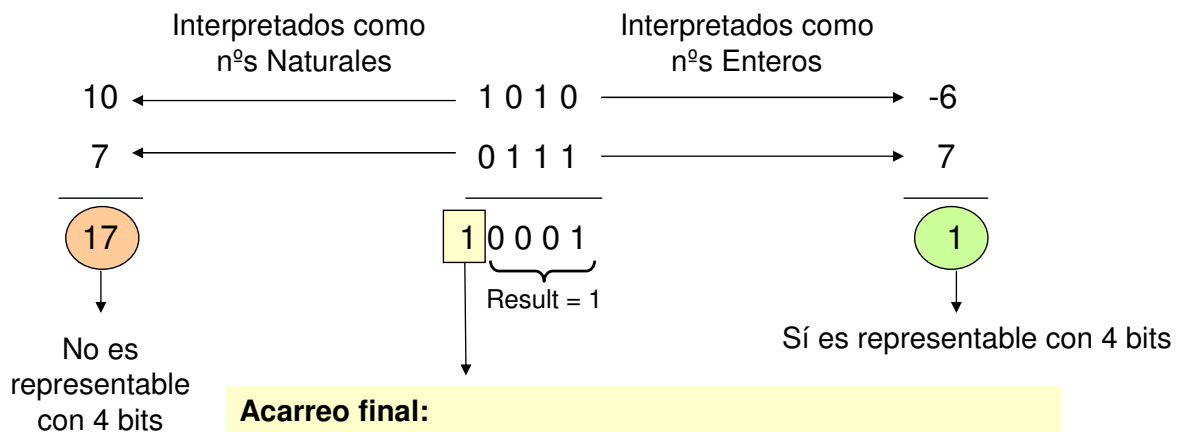 Interpretados como
nºs Naturales
Interpretados como
nºs Enteros
10 1 0 1 0 -6
7 0 1 1 1 7
17 1 0 0 0 1 1
Result = 1
No es
representable
con 4 bits
Sí es representable con 4 bits
Acarreo final: